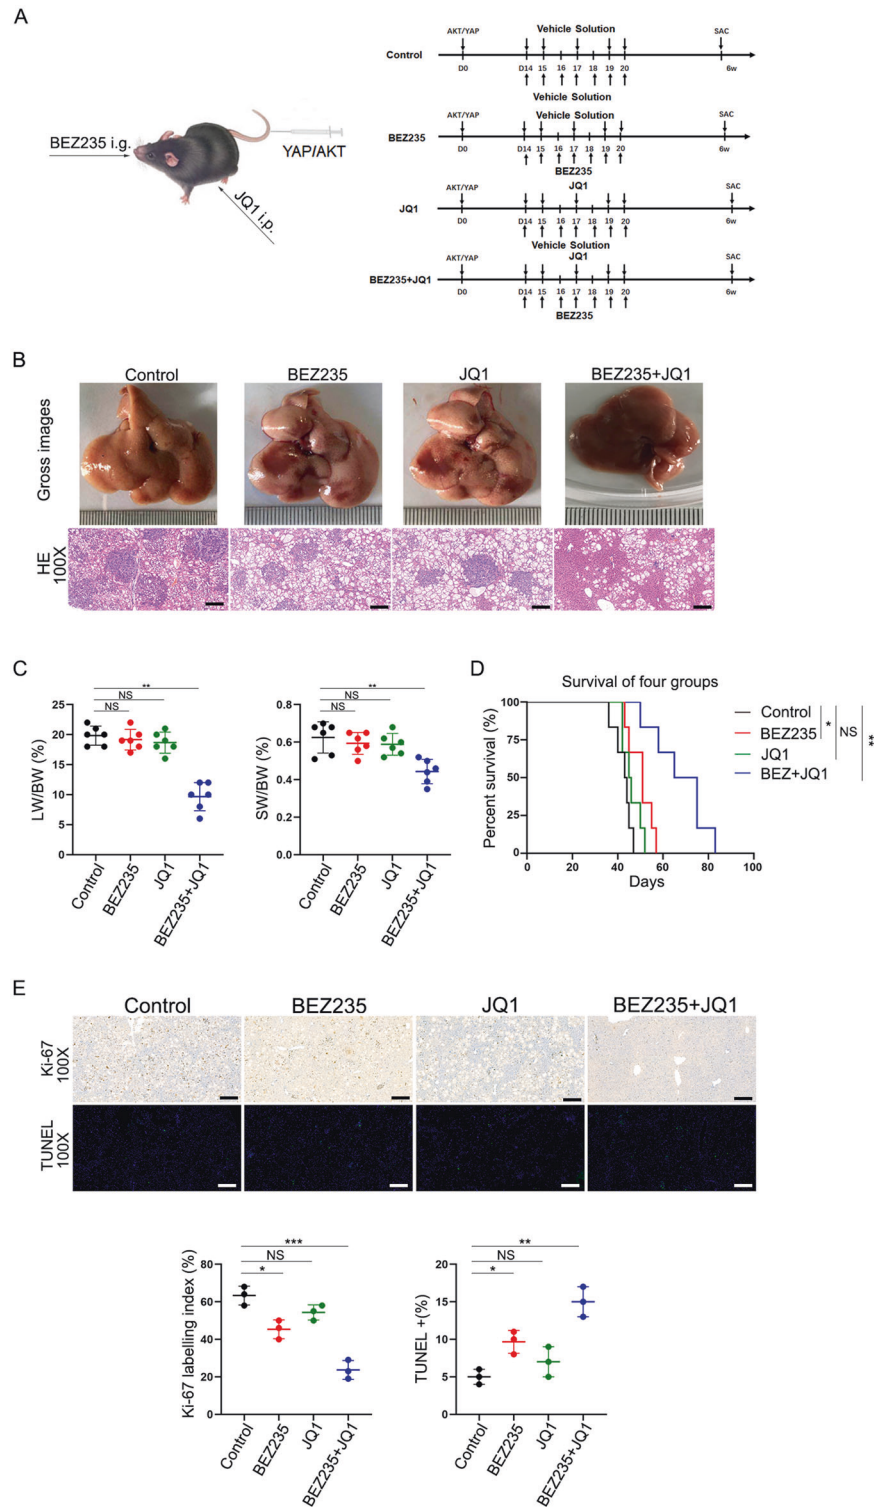 A
BEZ235 i.g.
YAP/AKT
JQ1 i.p.
AKT/YAP
Vehicle Solution
SAC
Control
D0
D14 15 16 17 18 19 20
6w
Vehicle Solution
AKT/YAP
Vehicle Solution
SAC
BEZ235
D0
D14 15 16 17 18 19 20
6w
BEZ235
AKT/YAP
JQ1
SAC
JQ1
D0
D14 15 16 17 18 19 20
6w
Vehicle Solution
AKT/YAP
JQ1
SAC
BEZ235+JQ1
D0
D14 15 16 17 18 19 20
6w
BEZ235
B
Control BEZ235 JQ1 BEZ235+JQ1
Gross images
HE
100X
C
**
NS
NS
LW/BW (%)
25
20
15
10
5
0
Control BEZ235 JQ1 BEZ235+JQ1
**
NS
NS
SW/BW (%)
0.8
0.6
0.4
0.2
0.0
Control BEZ235 JQ1 BEZ235+JQ1
D
Survival of four groups
Percent survival (%)
100
75
50
25
0
0 20 40 60 80 100
Days
Control
BEZ235
JQ1
BEZ+JQ1
*
NS
**
E
Control BEZ235 JQ1 BEZ235+JQ1
Ki-67
100X
TUNEL
100X
***
NS
*
Ki-67 labelling index (%)
80
60
40
20
0
Control BEZ235 JQ1 BEZ235+JQ1
**
NS
*
TUNEL +(%)
20
15
10
5
0
Control BEZ235 JQ1 BEZ235+JQ1